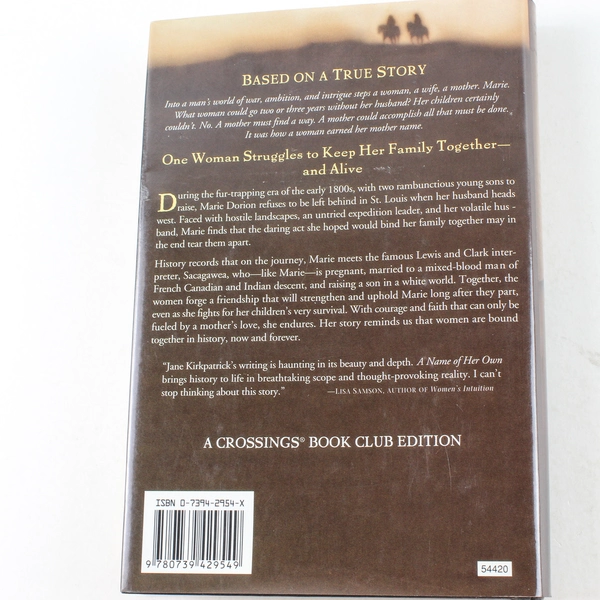 BASED ON A TRUE STORY
Into a man's world of war, ambition, and intrigue steps a woman, a wife, a mother. Marie.
What woman could go two or three years without her husband? Her children certainly
couldn't. No. A mother must find a way. A mother could accomplish all that must be done.
It was how a woman earned her mother name.
One Woman Struggles to Keep Her Family Together—
and Alive
During the fur-trapping era of the early 1800s, with two rambunctious young sons to
raise, Marie Dorion refuses to be left behind in St. Louis when her husband heads
west. Faced with hostile landscapes, an untried expedition leader, and her volatile hus-
band, Marie finds that the daring act she hoped would bind her family together may in
the end tear them apart.
History records that on the journey, Marie meets the famous Lewis and Clark inter-
preter, Sacagawea, who—like Marie—is pregnant, married to a mixed-blood man of
French Canadian and Indian descent, and raising a son in a white world. Together, the
women forge a friendship that will strengthen and uphold Marie long after they part,
even as she fights for her children's very survival. With courage and faith that can only be
fueled by a mother's love, she endures. Her story reminds us that women are bound
together in history, now and forever.
"Jane Kirkpatrick's writing is haunting in its beauty and depth. A Name of Her Own
brings history to life in breathtaking scope and thought-provoking reality. I can't
stop thinking about this story." —LISA SAMSON, AUTHOR OF Women's Intuition
A CROSSINGS® BOOK CLUB EDITION
ISBN 0-7394-2954-X
9 780739 429549
54420